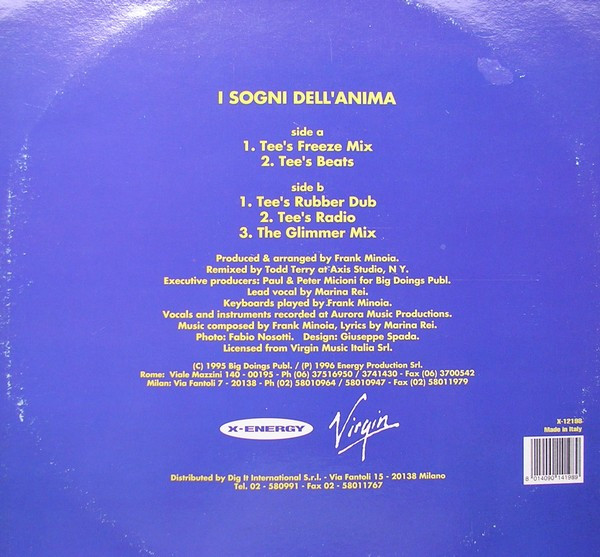 I SOGNI DELL'ANIMA
side a
1. Tee's Freeze Mix
2. Tee's Beats
side b
1. Tee's Rubber Dub
2. Tee's Radio
3. The Glimmer Mix
Produced & arranged by Frank Minoia.
Remixed by Todd Terry at Axis Studio, N Y.
Executive producers: Paul & Peter Micioni for Big Doings Publ.
Lead vocal by Marina Rei.
Keyboards played by Frank Minoia.
Vocals and instruments recorded at Aurora Music Productions.
Music composed by Frank Minoia, Lyrics by Marina Rei.
Photo: Fabio Nosotti. Design: Giuseppe Spada.
Licensed from Virgin Music Italia Srl.
(C) 1995 Big Doings Publ. / (P) 1996 Energy Production Srl.
Rome: Viale Mazzini 140 - 00195 - Ph (06) 37516950 / 3741430 - Fax (06) 3700542
Milan: Via Fantoli 7 - 20138 - Ph (02) 58010964 / 58010947 - Fax (02) 58011979
X-ENERGY
Virgin
X-12198
Made in Italy
Distributed by Dig It International S.r.l. - Via Fantoli 15 - 20138 Milano
Tel. 02 - 580991 - Fax 02 - 58011767
8 014090 141989